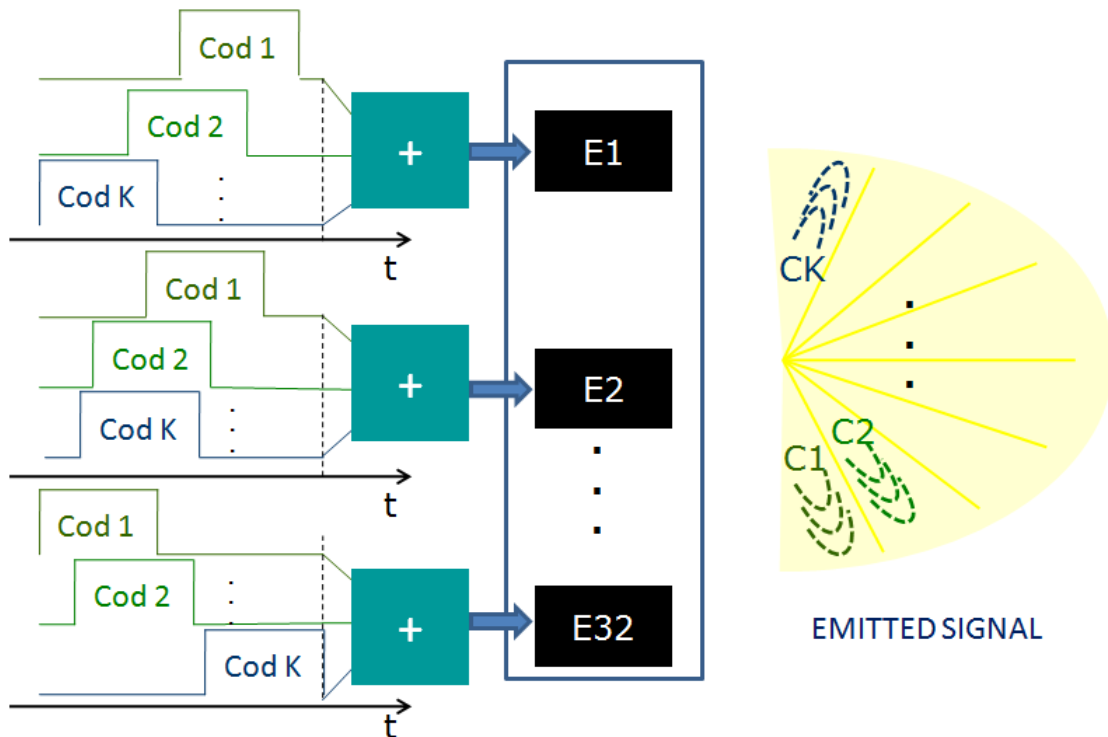 Cod 1
Cod 2
Cod K
+
E1
t
Cod 1
Cod 2
Cod K
+
E2
t
Cod 1
Cod 2
Cod K
+
E32
t
CK
C2
C1
EMITTED SIGNAL